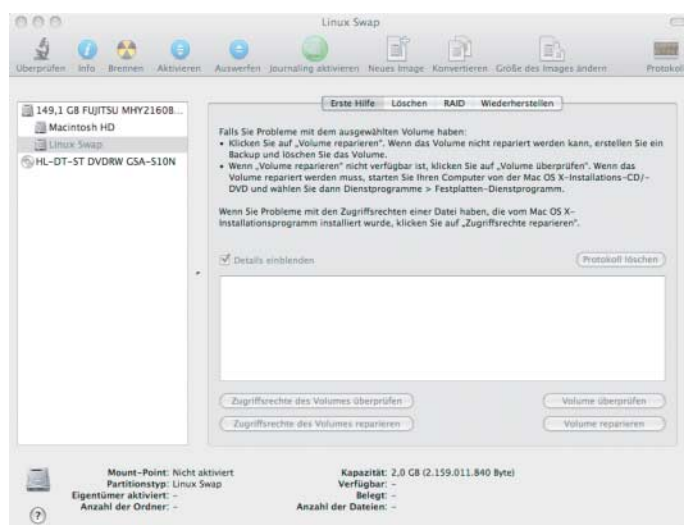 Linux Swap
Überprüfen Info Brennen Aktivieren Auswerfen Journaling aktivieren Neues Image Konvertieren Größe des Images ändern Protokoll
149,1 GB FUJITSU MHY21608...
Macintosh HD
Linux Swap
HL-DT-ST DVDRW GSA-S10N
Erste Hilfe Löschen RAID Wiederherstellen
Falls Sie Probleme mit dem ausgewählten Volume haben:
• Klicken Sie auf „Volume reparieren“. Wenn das Volume nicht repariert werden kann, erstellen Sie ein
Backup und löschen Sie das Volume.
• Wenn „Volume reparieren“ nicht verfügbar ist, klicken Sie auf „Volume überprüfen“. Wenn das
Volume repariert werden muss, starten Sie Ihren Computer von der Mac OS X-Installations-CD/-
DVD und wählen Sie dann Dienstprogramme > Festplatten-Dienstprogramm.
Wenn Sie Probleme mit den Zugriffsrechten einer Datei haben, die vom Mac OS X-
Installationsprogramm installiert wurde, klicken Sie auf „Zugriffsrechte reparieren“.
Details einblenden
Protokoll löschen
Zugriffsrechte des Volumes überprüfen Volume überprüfen
Zugriffsrechte des Volumes reparieren Volume reparieren
Mount-Point: Nicht aktiviert Kapazität: 2,0 GB (2.159.011.840 Byte)
Partitionstyp: Linux Swap Verfügbar: -
Eigentümer aktiviert: - Belegt: -
Anzahl der Ordner: - Anzahl der Dateien: -
?